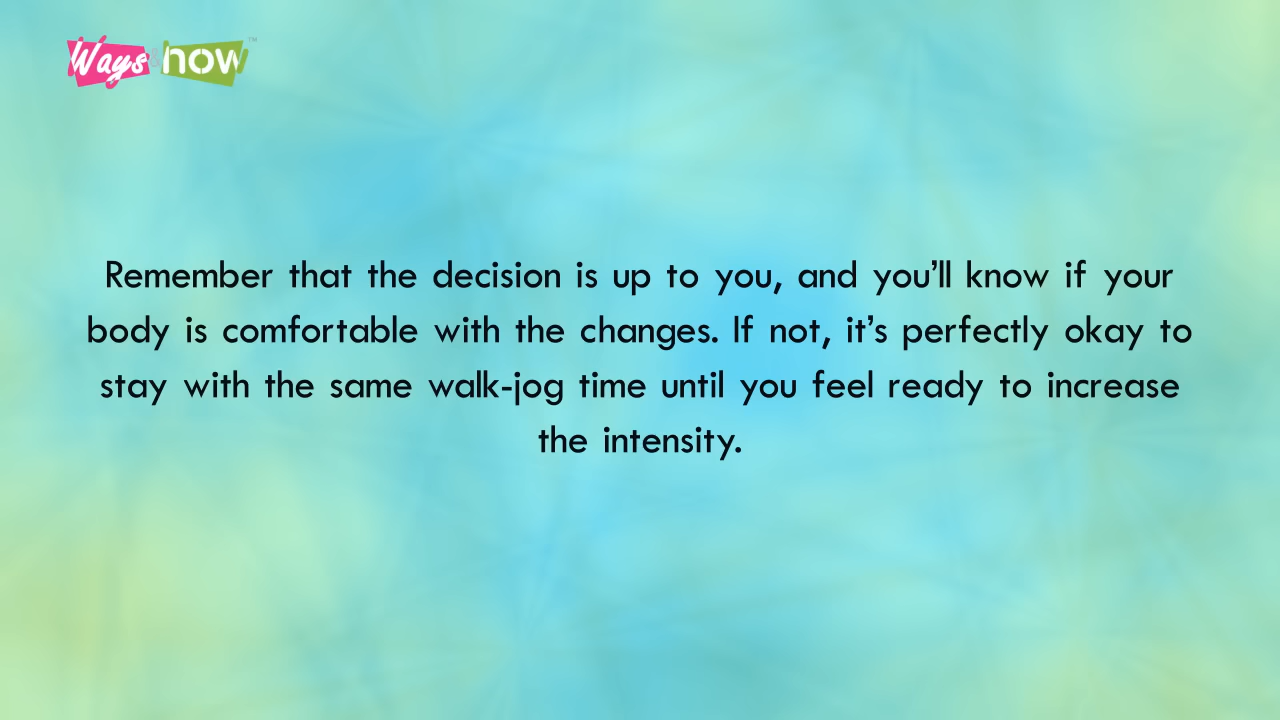 Ways&how™
Remember that the decision is up to you, and you’ll know if your
body is comfortable with the changes. If not, it’s perfectly okay to
stay with the same walk-jog time until you feel ready to increase
the intensity.